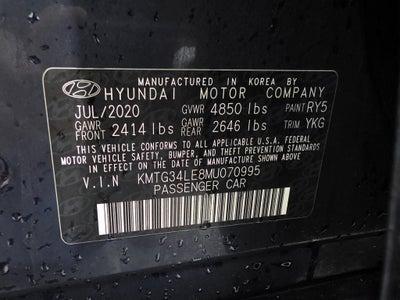 MANUFACTURED IN KOREA BY
HYUNDAI MOTOR COMPANY
JUL/2020 GVWR 4850 lbs PAINT RY5
GAWR FRONT 2414 lbs GAWR REAR 2646 lbs TRIM YKG
THIS VEHICLE CONFORMS TO ALL APPLICABLE U.S.A. FEDERAL
MOTOR VEHICLE SAFETY, BUMPER, AND THEFT PREVENTION
STANDARDS IN EFFECT ON THE DATE OF MANUFACTURE SHOWN ABOVE.
V.I.N KMTG34LE8MU070995
PASSENGER CAR